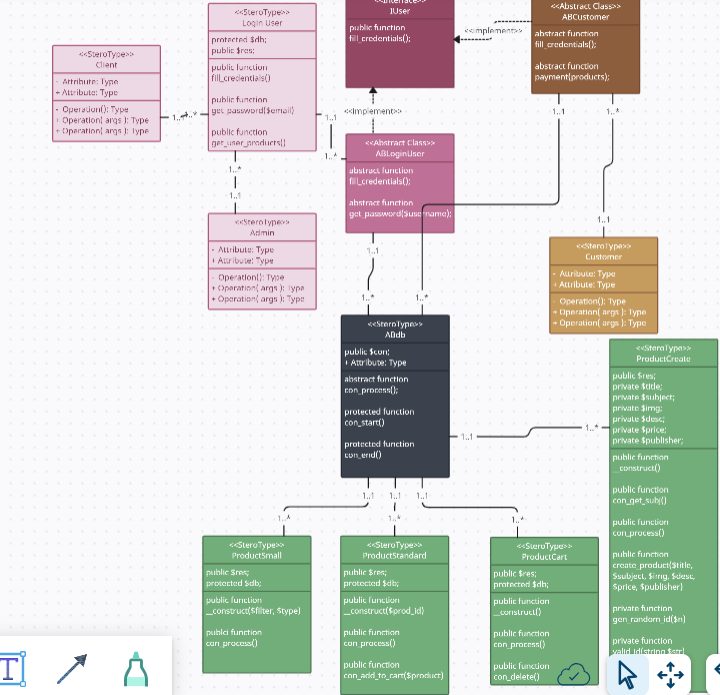 <<Interface>>
IUser
public function
fill_credentials();
<<Abstract Class>>
ABCustomer
abstract function
fill_credentials();
abstract function
payment(products);
<<implement>>
<<SteroType>>
Login User
protected $db;
public $res;
public function
fill_credentials()
public function
get_password($email)
public function
get_user_products()
<<SteroType>>
Client
- Attribute: Type
+ Attribute: Type
- Operation(): Type
+ Operation( args ): Type
+ Operation( args ): Type
1..*
1..*
<<implement>>
1..1
1..*
1..1
1..*
<<Abstract Class>>
ABLoginUser
abstract function
fill_credentials();
abstract function
get_password($username);
1..*
1..1
<<SteroType>>
Admin
- Attribute: Type
+ Attribute: Type
- Operation(): Type
+ Operation( args ): Type
+ Operation( args ): Type
1..1
<<SteroType>>
Customer
- Attribute: Type
+ Attribute: Type
- Operation(): Type
+ Operation( args ): Type
+ Operation( args ): Type
1..1
1..*
1..*
<<SteroType>>
ABdb
public $con;
+ Attribute: Type
abstract function
con_process();
protected function
con_start()
protected function
con_end()
1..1
1..*
<<SteroType>>
ProductCreate
public $res;
private $title;
private $subject;
private $img;
private $desc;
private $price;
private $publisher;
public function
__construct()
public function
con_get_subj()
public function
con_process()
public function
create_product($title,
$subject, $img, $desc,
$price, $publisher)
private function
gen_random_id($n)
private function
valid_id(string $str)
1..1
1..1
1..1
1..*
1..*
1..*
<<SteroType>>
ProductSmall
public $res;
protected $db;
public function
__construct($filter, $type)
publci function
con_process()
<<SteroType>>
ProductStandard
public $res;
protected $db;
public function
__construct($prod_id)
public function
con_process()
public function
con_add_to_cart($product)
<<SteroType>>
ProductCart
public $res;
protected $db;
public function
__construct()
public function
con_process()
public function
con_delete()
T